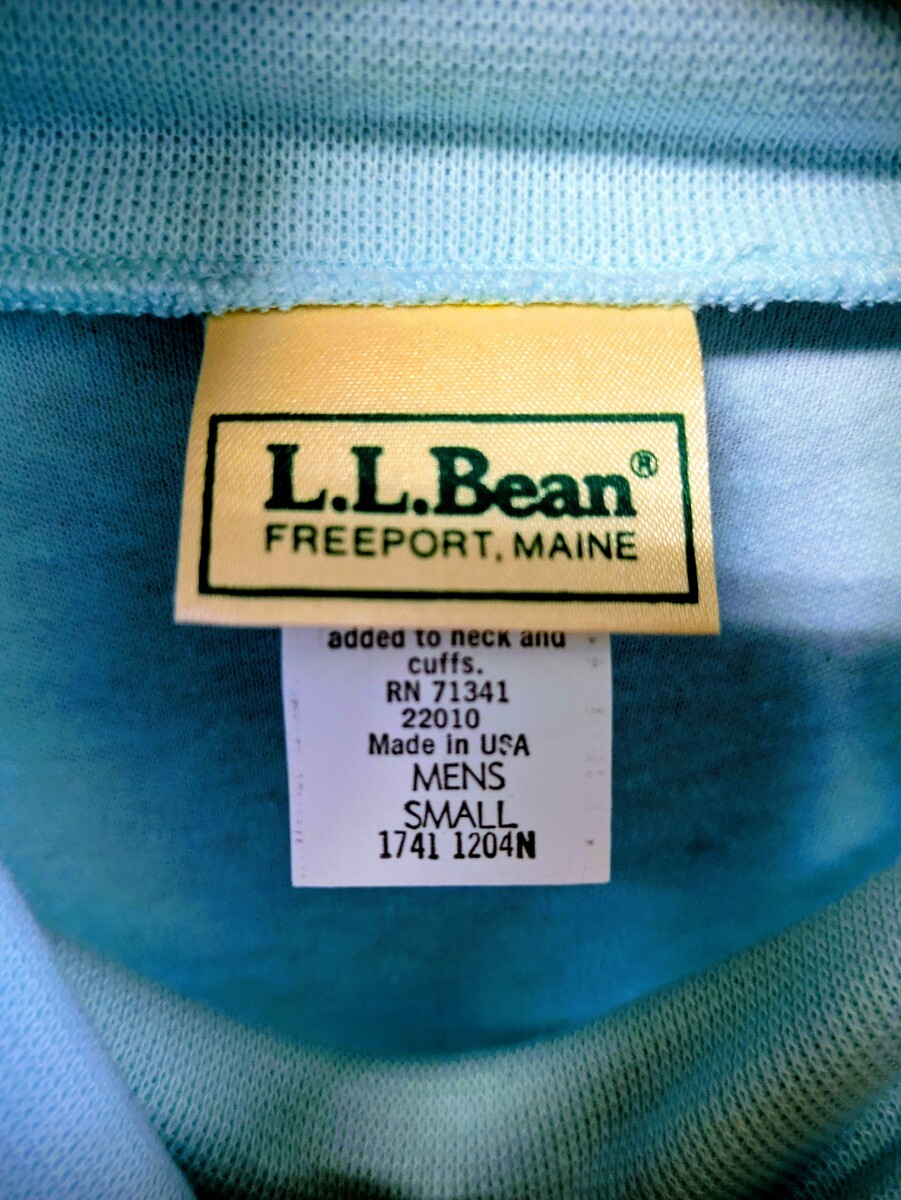 L.L.Bean®
FREEPORT, MAINE
added to neck and
cuffs.
RN 71341
22010
Made in USA
MENS
SMALL
1741 1204N